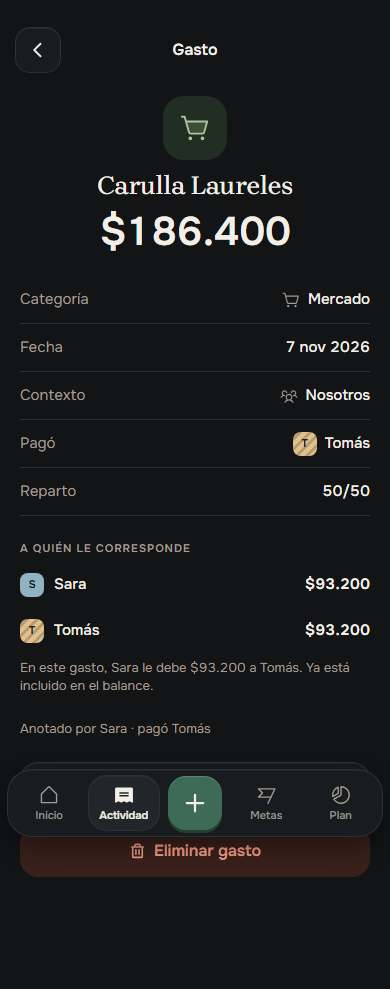 Gasto
Carulla Laureles
$186.400
Categoría
Mercado
Fecha
7 nov 2026
Contexto
Nosotros
Pagó
T
Tomás
Reparto
50/50
A QUIÉN LE CORRESPONDE
S
Sara
$93.200
T
Tomás
$93.200
En este gasto, Sara le debe $93.200 a Tomás. Ya está
incluido en el balance.
Anotado por Sara · pagó Tomás
Inicio
Actividad
Metas
Plan
Eliminar gasto